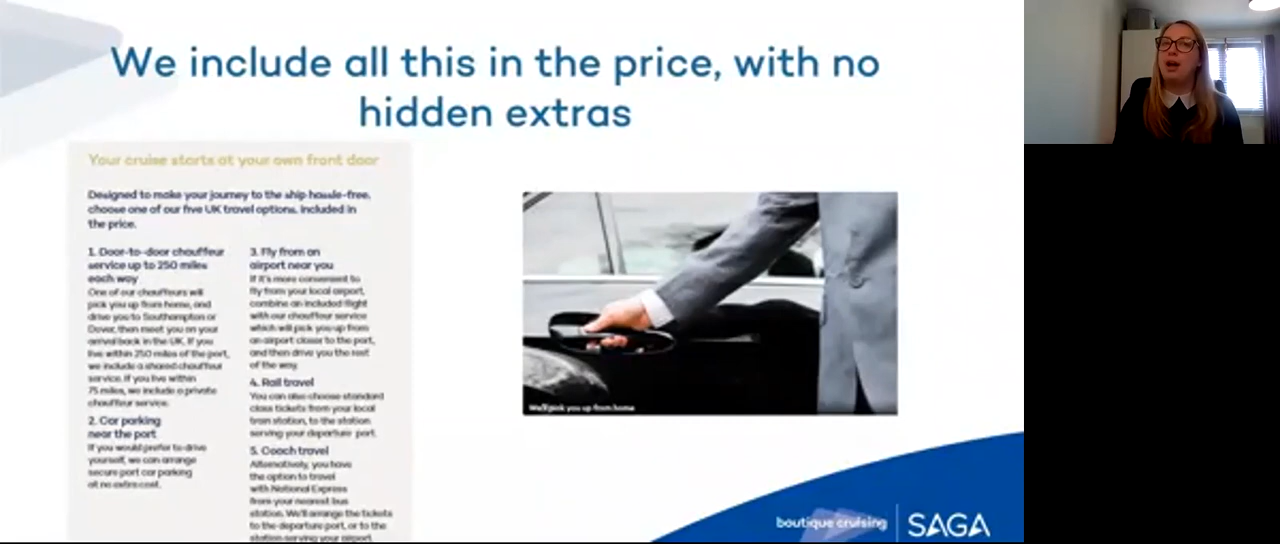 We include all this in the price, with no
hidden extras
Your cruise starts at your own front door
Designed to make your journey to the ship hassle-free,
choose one of our five UK travel options, included in
the price.
1. Door-to-door chauffeur
service up to 250 miles
each way
One of our chauffeurs will
pick you up from home, and
drive you to Southampton or
Dover, then meet you on your
arrival back in the UK. If you
live within 250 miles of the port,
we include a shared chauffeur
service. If you live within
75 miles, we include a private
chauffeur service.
2. Car parking
near the port
If you would prefer to drive
yourself, we can arrange
secure port car parking
at no extra cost.
3. Fly from an
airport near you
If it's more convenient to
fly from your local airport,
combine an included flight
with our chauffeur service
which will pick you up from
an airport closer to the port,
and then drive you the rest
of the way.
4. Rail travel
You can also choose standard
class tickets from your local
train station, to the station
serving your departure port.
5. Coach travel
Alternatively, you have
the option to travel
with National Express
from your nearest bus
station. We'll arrange the tickets
to the departure port, or to the
station serving your airport.
We'll pick you up from home
boutique cruising
SAGA